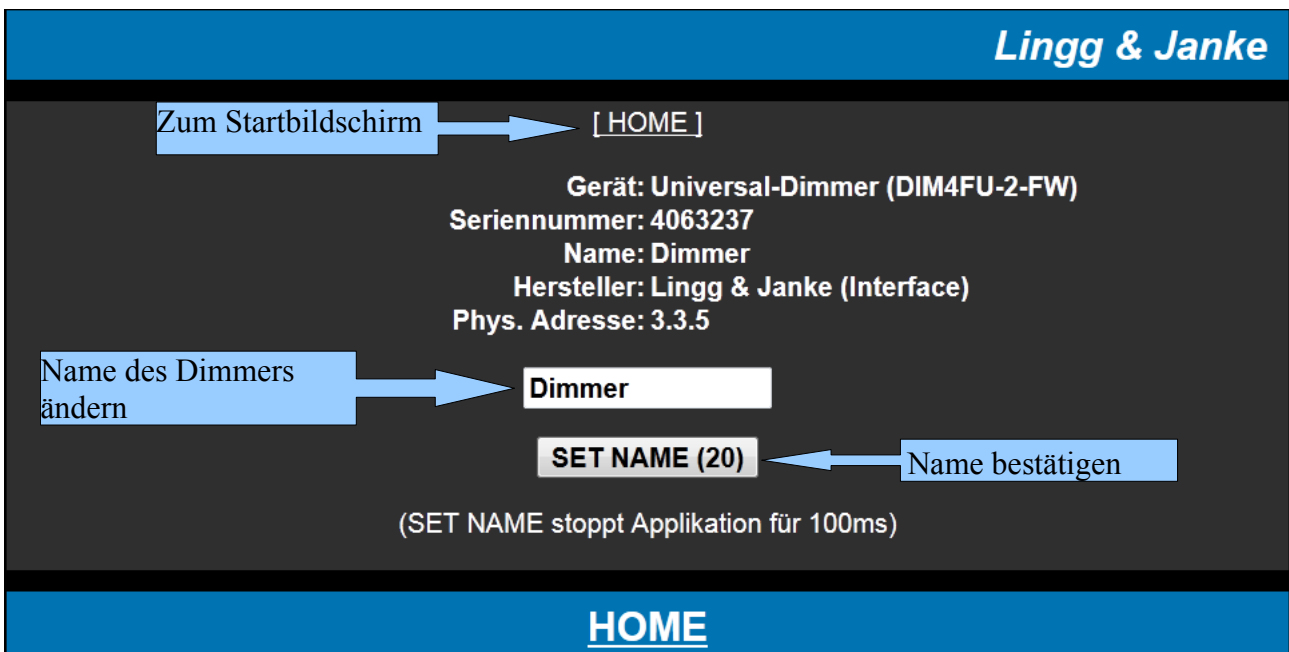 Lingg & Janke
Zum Startbildschirm
[ HOME ]
Gerät: Universal-Dimmer (DIM4FU-2-FW)
Seriennummer: 4063237
Name: Dimmer
Hersteller: Lingg & Janke (Interface)
Phys. Adresse: 3.3.5
Name des Dimmers
ändern
Dimmer
SET NAME (20)
Name bestätigen
(SET NAME stoppt Applikation für 100ms)
HOME